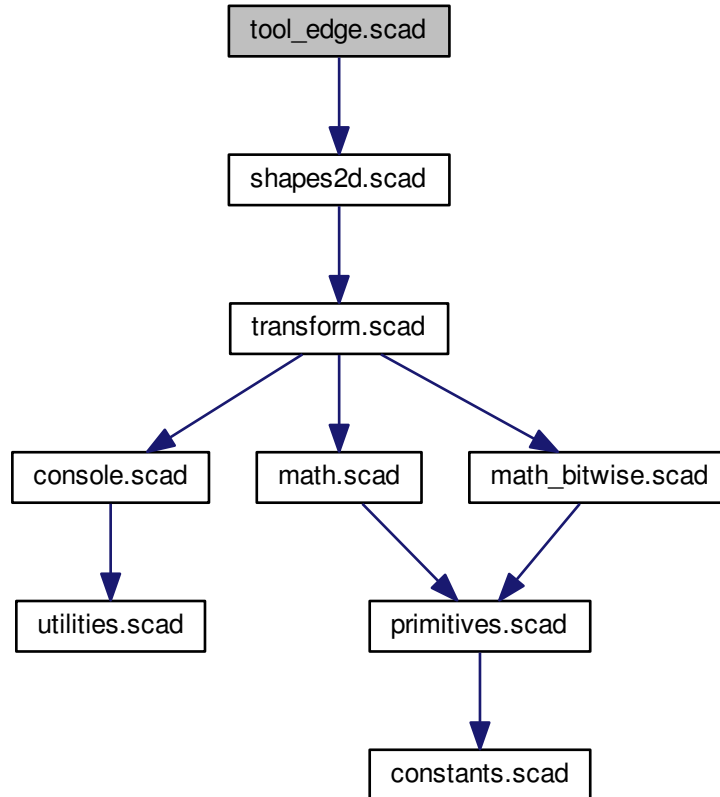 tool_edge.scad
shapes2d.scad
transform.scad
console.scad
math.scad
math_bitwise.scad
utilities.scad
primitives.scad
constants.scad